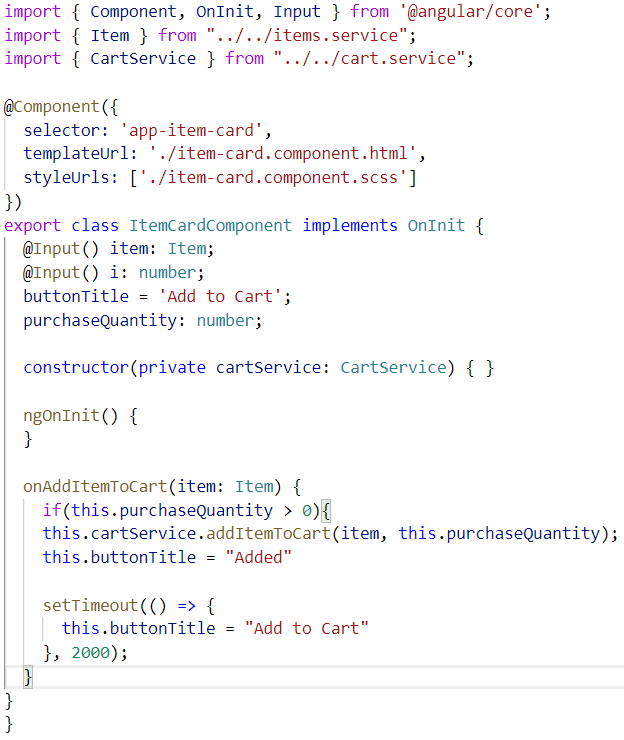 import { Component, OnInit, Input } from '@angular/core';
import { Item } from "../../items.service";
import { CartService } from "../../cart.service";

@Component({
  selector: 'app-item-card',
  templateUrl: './item-card.component.html',
  styleUrls: ['./item-card.component.scss']
})
export class ItemCardComponent implements OnInit {
  @Input() item: Item;
  @Input() i: number;
  buttonTitle = 'Add to Cart';
  purchaseQuantity: number;

  constructor(private cartService: CartService) { }

  ngOnInit() {
  }

  onAddItemToCart(item: Item) {
    if(this.purchaseQuantity > 0){
    this.cartService.addItemToCart(item, this.purchaseQuantity);
    this.buttonTitle = "Added"

    setTimeout(() => {
      this.buttonTitle = "Add to Cart"
    }, 2000);
  }
}
}